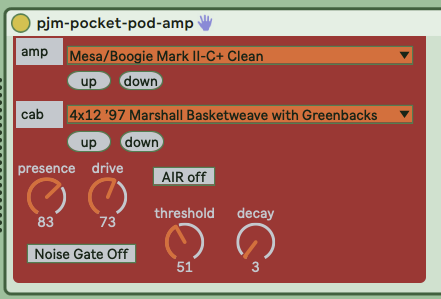 pjm-pocket-pod-amp
amp
Mesa/Boogie Mark II-C+ Clean
up down
cab
4x12 '97 Marshall Basketweave with Greenbacks
up down
presence drive
AIR off
83 73
threshold decay
Noise Gate Off
51 3